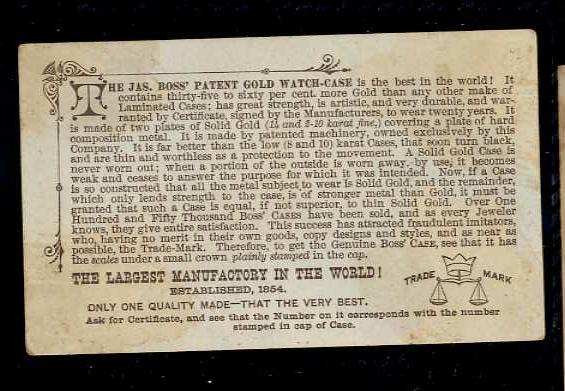 THE JAS. BOSS' PATENT GOLD WATCH-CASE is the best in the world! It
contains thirty-five to sixty per cent. more Gold than any other make of
Laminated Cases; has great strength, is artistic, and very durable, and war-
ranted by Certificate, signed by the Manufacturers, to wear twenty years. It
is made of two plates of Solid Gold (14 and 2-10 karat fine,) covering a plate of hard
composition metal. It is made by patented machinery, owned exclusively by this
Company. It is far better than the low (8 and 10) karat Cases, that soon turn black,
and are thin and worthless as a protection to the movement. A Solid Gold Case is
never worn out; when a portion of the outside is worn away, by use, it becomes
weak and ceases to answer the purpose for which it was intended. Now, if a Case
is so constructed that all the metal subject to wear is Solid Gold, and the remainder,
which only lends strength to the case, is of stronger metal than Gold, it must be
granted that such a Case is equal, if not superior, to thin Solid Gold. Over One
Hundred and Fifty Thousand BOSS' CASES have been sold, and as every Jeweler
knows, they give entire satisfaction. This success has attracted fraudulent imitators,
who, having no merit in their own goods, copy designs and styles, and as near as
possible, the Trade-Mark. Therefore, to get the Genuine BOSS' CASE, see that it has
the scales under a small crown plainly stamped in the cap.
THE LARGEST MANUFACTORY IN THE WORLD!
ESTABLISHED, 1854.
TRADE MARK
ONLY ONE QUALITY MADE—THAT THE VERY BEST.
Ask for Certificate, and see that the Number on it corresponds with the number
stamped in cap of Case.